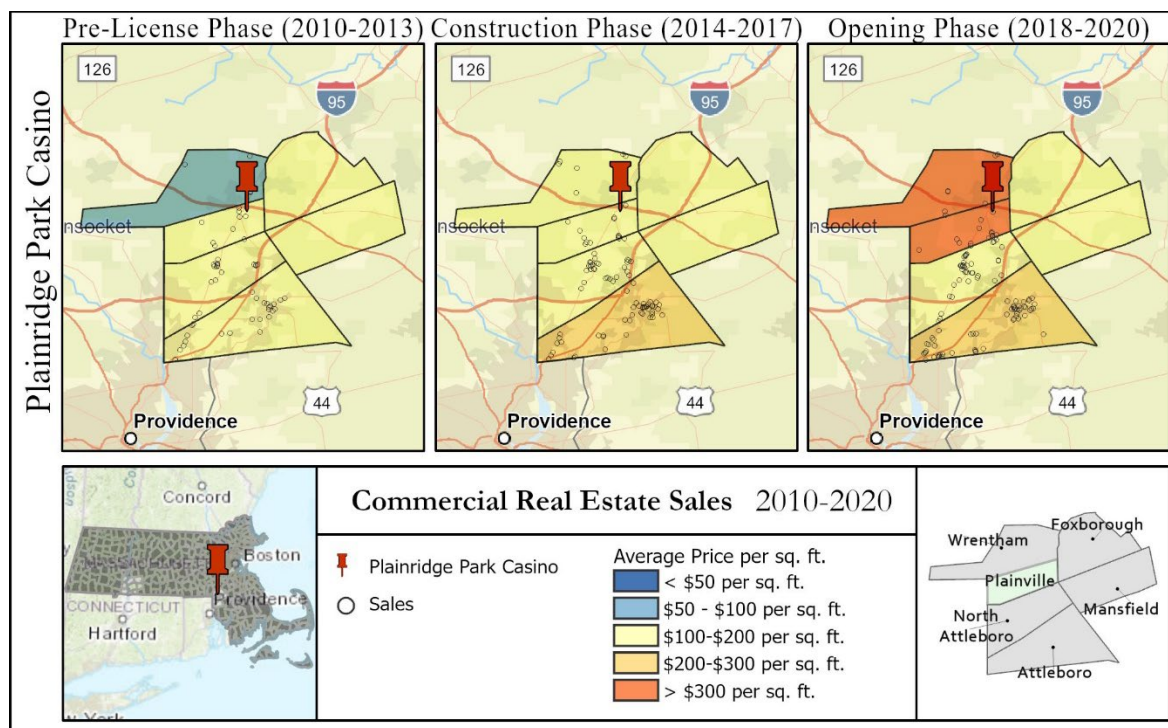 Pre-License Phase (2010-2013)
Construction Phase (2014-2017)
Opening Phase (2018-2020)
Plainridge Park Casino
126
95
nsocket
44
Providence
126
95
nsocket
44
Providence
126
95
nsocket
44
Providence
Concord
Boston
MASSACHUSETTS
CONNECTICUT
Providence
Hartford
w York
Commercial Real Estate Sales 2010-2020
Plainridge Park Casino
Sales
Average Price per sq. ft.
< $50 per sq. ft.
$50 - $100 per sq. ft.
$100-$200 per sq. ft.
$200-$300 per sq. ft.
> $300 per sq. ft.
Foxborough
Wrentham
Plainville
North
Attleboro
Mansfield
Attleboro